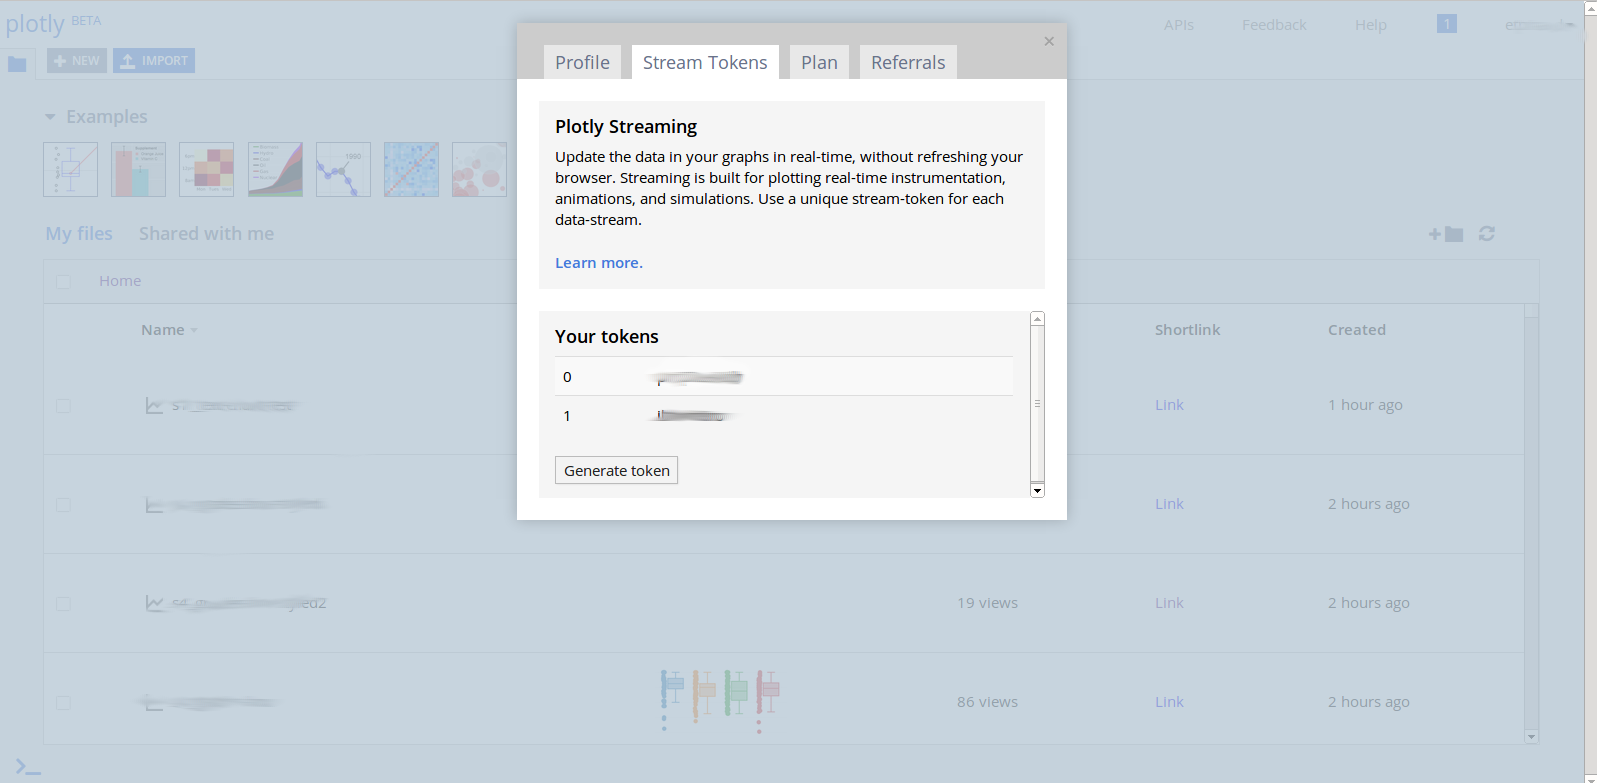 plotly BETA
APIs Feedback Help 1
NEW IMPORT
Profile Stream Tokens Plan Referrals
Examples
1990
Plotly Streaming
Update the data in your graphs in real-time, without refreshing your
browser. Streaming is built for plotting real-time instrumentation,
animations, and simulations. Use a unique stream-token for each
data-stream.
Learn more.
My files Shared with me
Home
Your tokens
0
1
Generate token
Name Shortlink Created
Link 1 hour ago
Link 2 hours ago
19 views Link 2 hours ago
86 views Link 2 hours ago